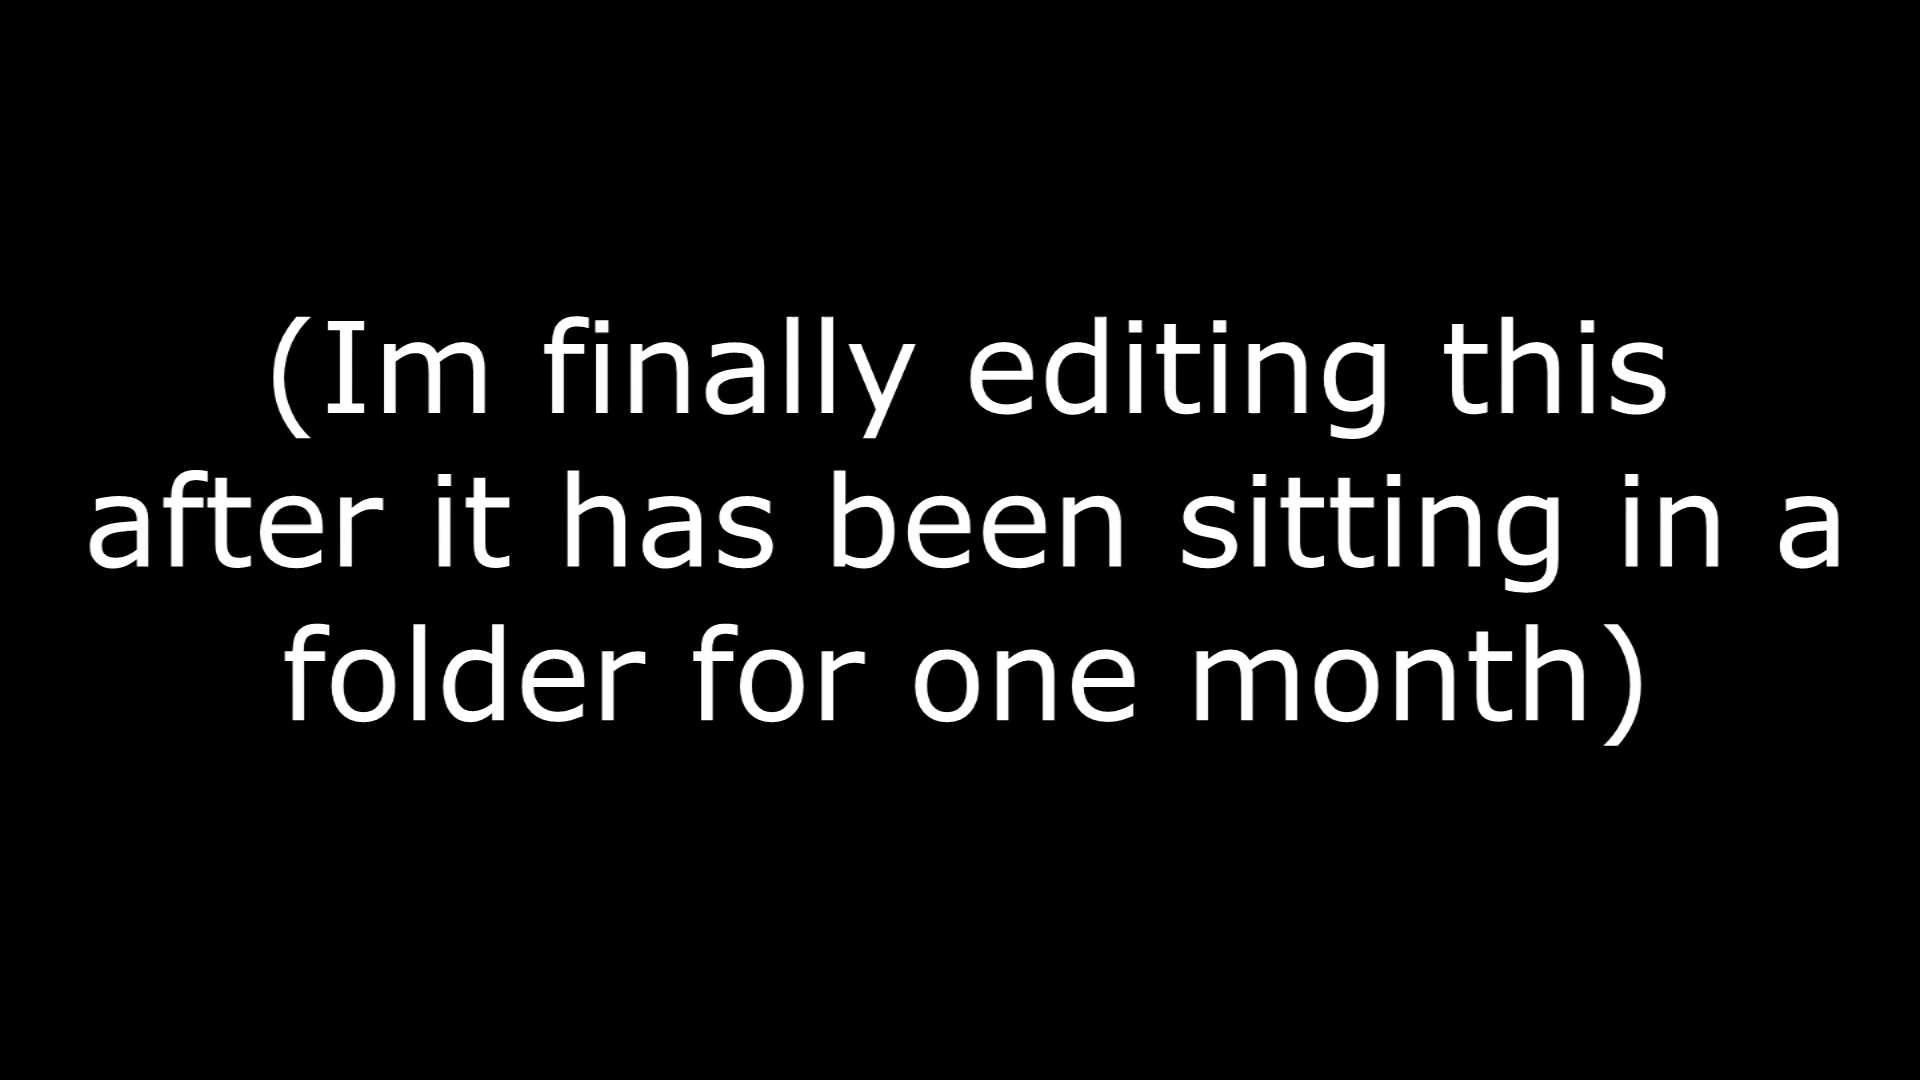 (Im finally editing this
after it has been sitting in a
folder for one month)